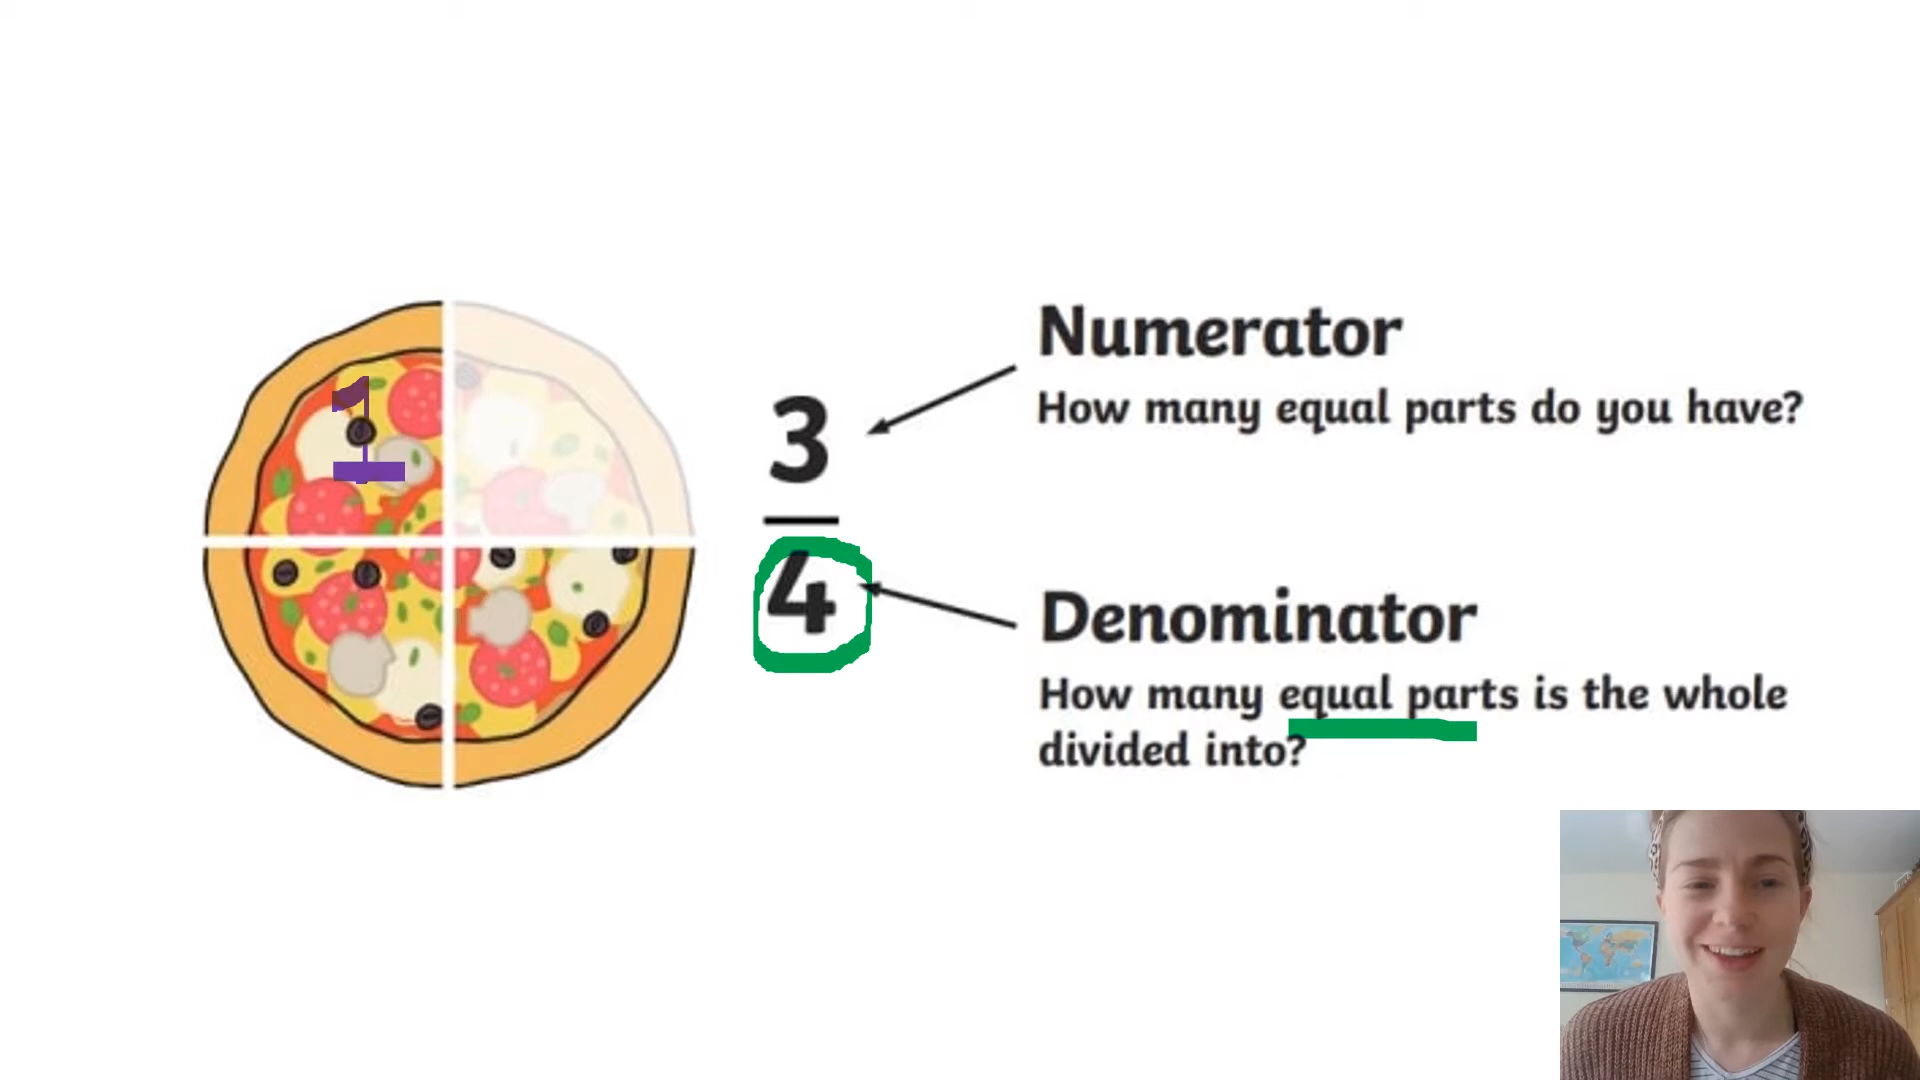 1
3
4
Numerator
How many equal parts do you have?
Denominator
How many equal parts is the whole
divided into?